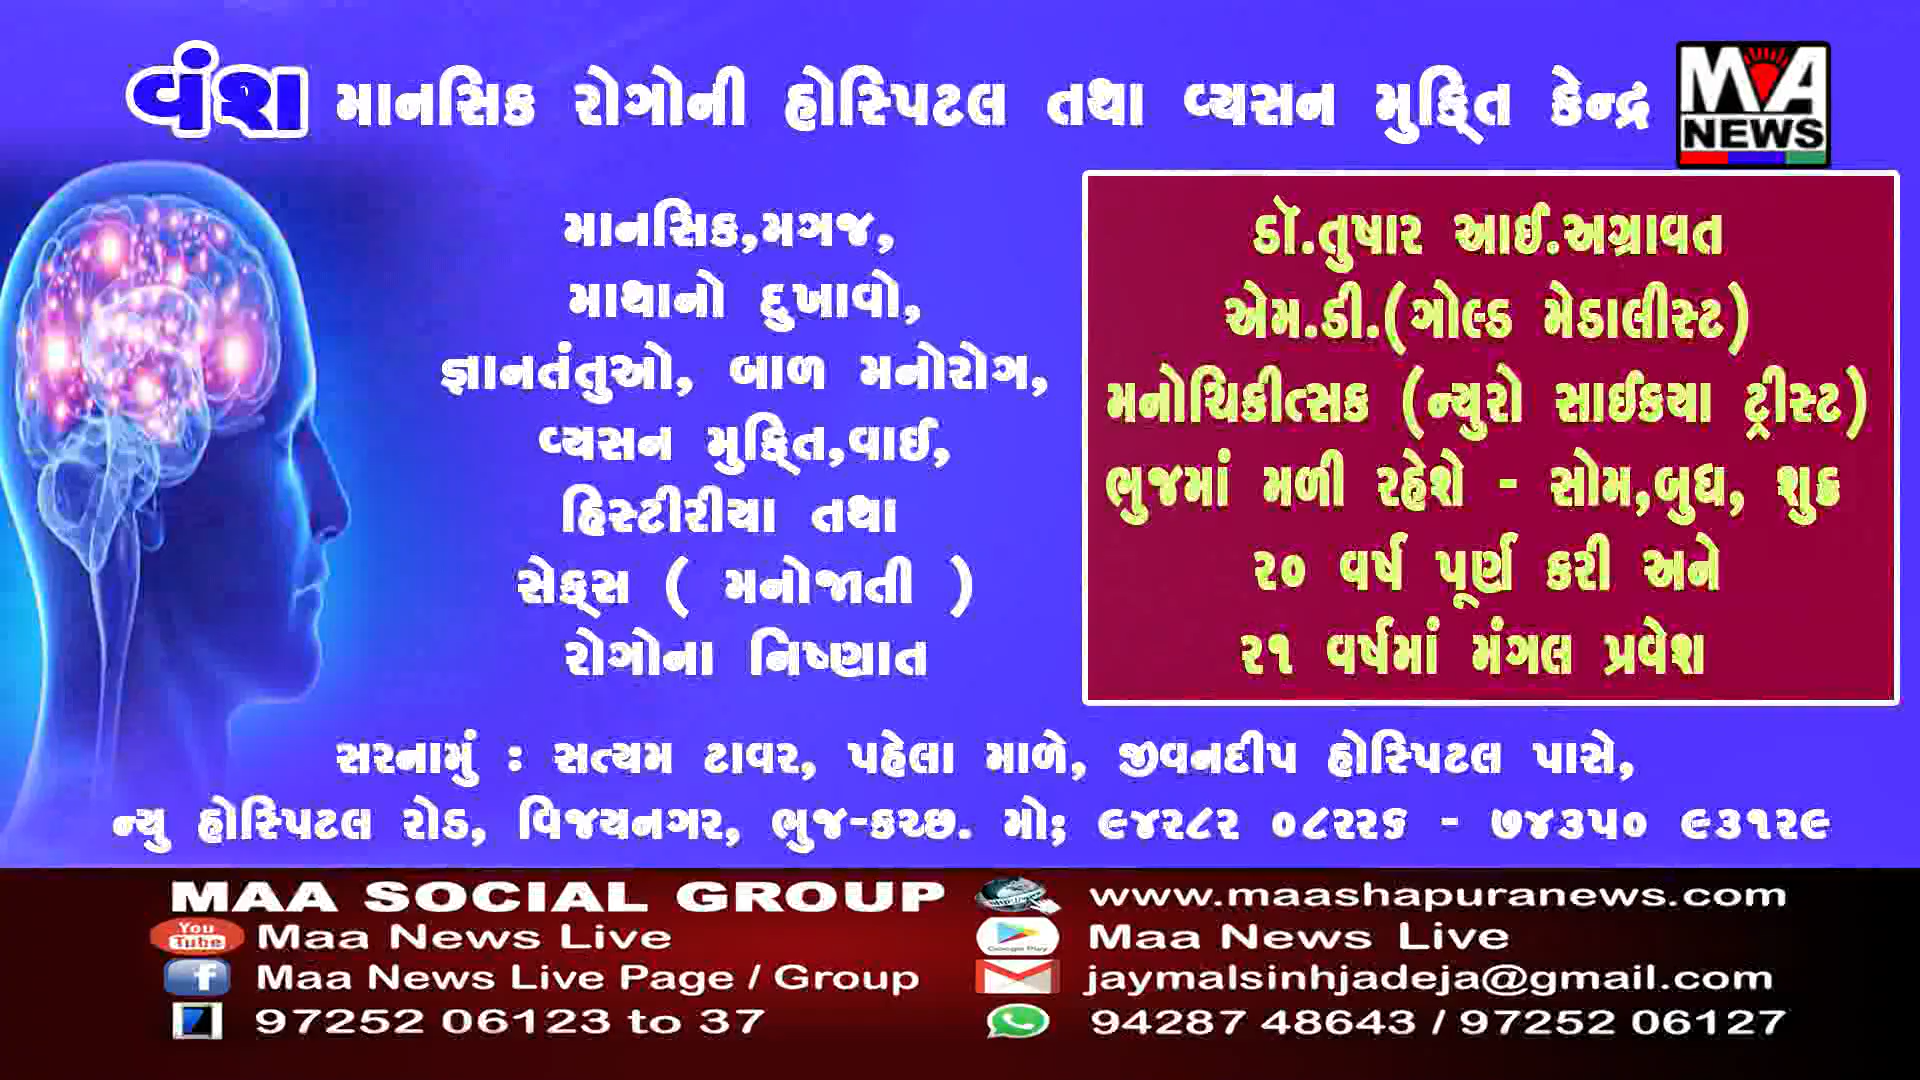 વંશ માનસિક રોગોની હોસ્પિટલ તથા વ્યસન મુક્તિ કેન્દ્ર
MAA
NEWS
માનસિક,મગજ,
માથાનો દુખાવો,
જ્ઞાનતંતુઓ, બાળ મનોરોગ,
વ્યસન મુક્તિ,વાઈ,
હિસ્ટીરીયા તથા
સેક્સ ( મનોજાતી )
રોગોના નિષ્ણાત
ડૉ.તુષાર આઈ.અગ્રાવત
એમ.ડી.(ગોલ્ડ મેડાલીસ્ટ)
મનોચિકીત્સક (ન્યુરો સાઈકયા ટ્રીસ્ટ)
ભુજમાં મળી રહેશે - સોમ,બુધ, શુક્ર
૨૦ વર્ષ પૂર્ણ કરી અને
૨૧ વર્ષમાં મંગલ પ્રવેશ
સરનામું : સત્યમ ટાવર, પહેલા માળે, જીવનદીપ હોસ્પિટલ પાસે,
ન્યુ હોસ્પિટલ રોડ, વિજયનગર, ભુજ-કચ્છ. મો; ૯૪૨૮૨ ૦૮૨૨૬ - ૭૪૩૫૦ ૯૩૧૨૯
MAA SOCIAL GROUP
You Tube Maa News Live
Maa News Live Page / Group
97252 06123 to 37
www.maashapuranews.com
Google Play Maa News Live
jaymalsinhjadeja@gmail.com
94287 48643 / 97252 06127